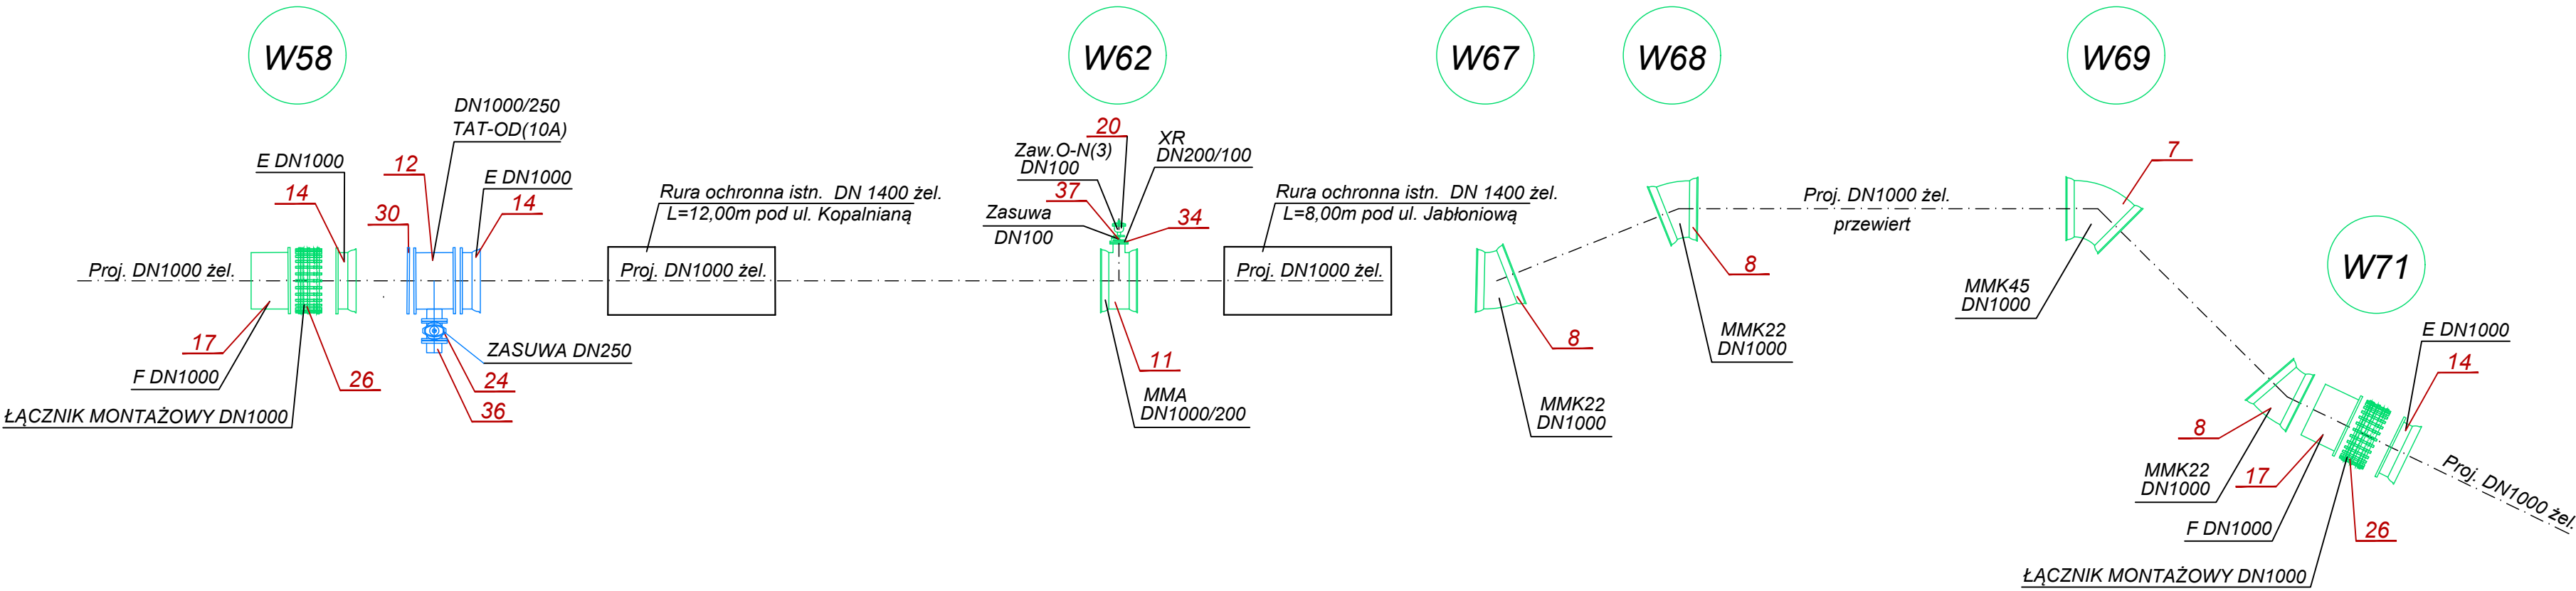 W58
W62
W67
W68
W69
W71
DN1000/250
TAT-OD(10A)
E DN1000
14
12
E DN1000
14
30
Proj. DN1000 żel.
17
F DN1000
26
ŁĄCZNIK MONTAŻOWY DN1000
ZASUWA DN250
24
36
Rura ochronna istn. DN 1400 żel.
L=12,00m pod ul. Kopalnianą
Proj. DN1000 żel.
20
Zaw.O-N(3)
DN100
XR
DN200/100
37
34
Zasuwa
DN100
11
MMA
DN1000/200
Rura ochronna istn. DN 1400 żel.
L=8,00m pod ul. Jabłoniową
Proj. DN1000 żel.
8
MMK22
DN1000
8
MMK22
DN1000
Proj. DN1000 żel.
przewiert
7
MMK45
DN1000
E DN1000
14
8
MMK22
DN1000
17
F DN1000
26
ŁĄCZNIK MONTAŻOWY DN1000
Proj. DN1000 żel.